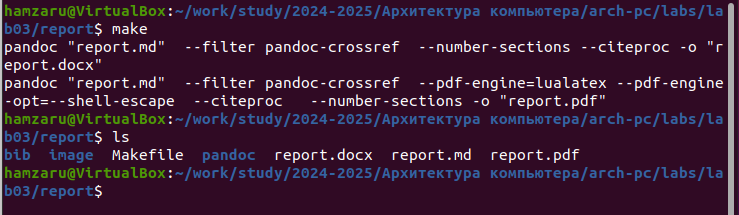 hamzaru@VirtualBox:~/work/study/2024-2025/Архитектура компьютера/arch-pc/labs/la
b03/report$ make
pandoc "report.md"  --filter pandoc-crossref  --number-sections --citeproc -o "r
eport.docx"
pandoc "report.md"  --filter pandoc-crossref  --pdf-engine=lualatex --pdf-engine
-opt=--shell-escape  --citeproc   --number-sections -o "report.pdf"
hamzaru@VirtualBox:~/work/study/2024-2025/Архитектура компьютера/arch-pc/labs/la
b03/report$ ls
bib  image  Makefile  pandoc  report.docx  report.md  report.pdf
hamzaru@VirtualBox:~/work/study/2024-2025/Архитектура компьютера/arch-pc/labs/la
b03/report$